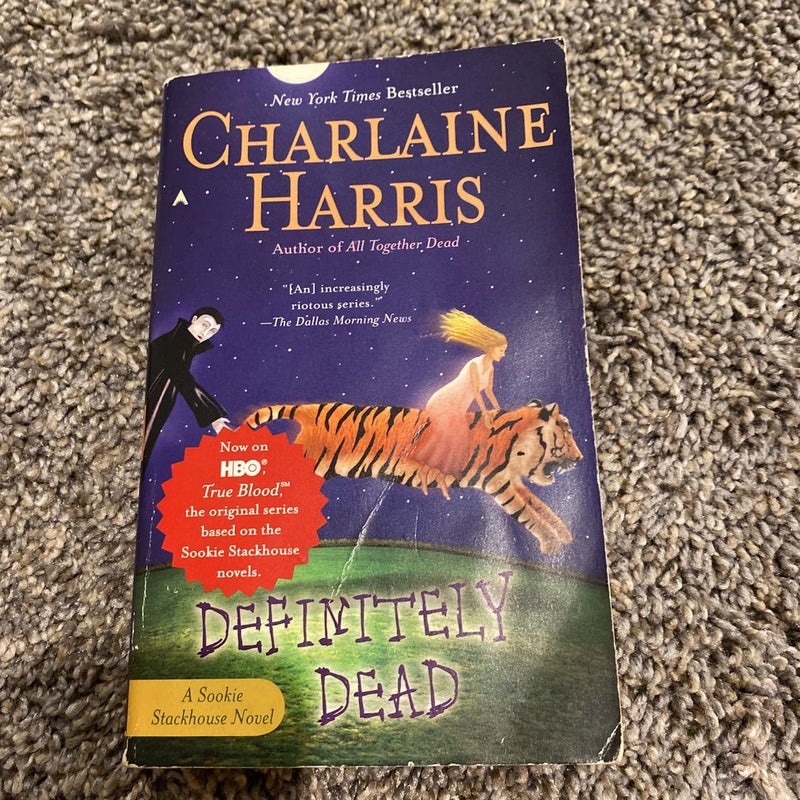 New York Times Bestseller
CHARLAINE
HARRIS
Author of All Together Dead
"[An] increasingly
riotous series."
—The Dallas Morning News
Now on
HBO®,
True Blood,℠
the original series
based on the
Sookie Stackhouse
novels.
DEFINITELY
DEAD
A Sookie
Stackhouse Novel